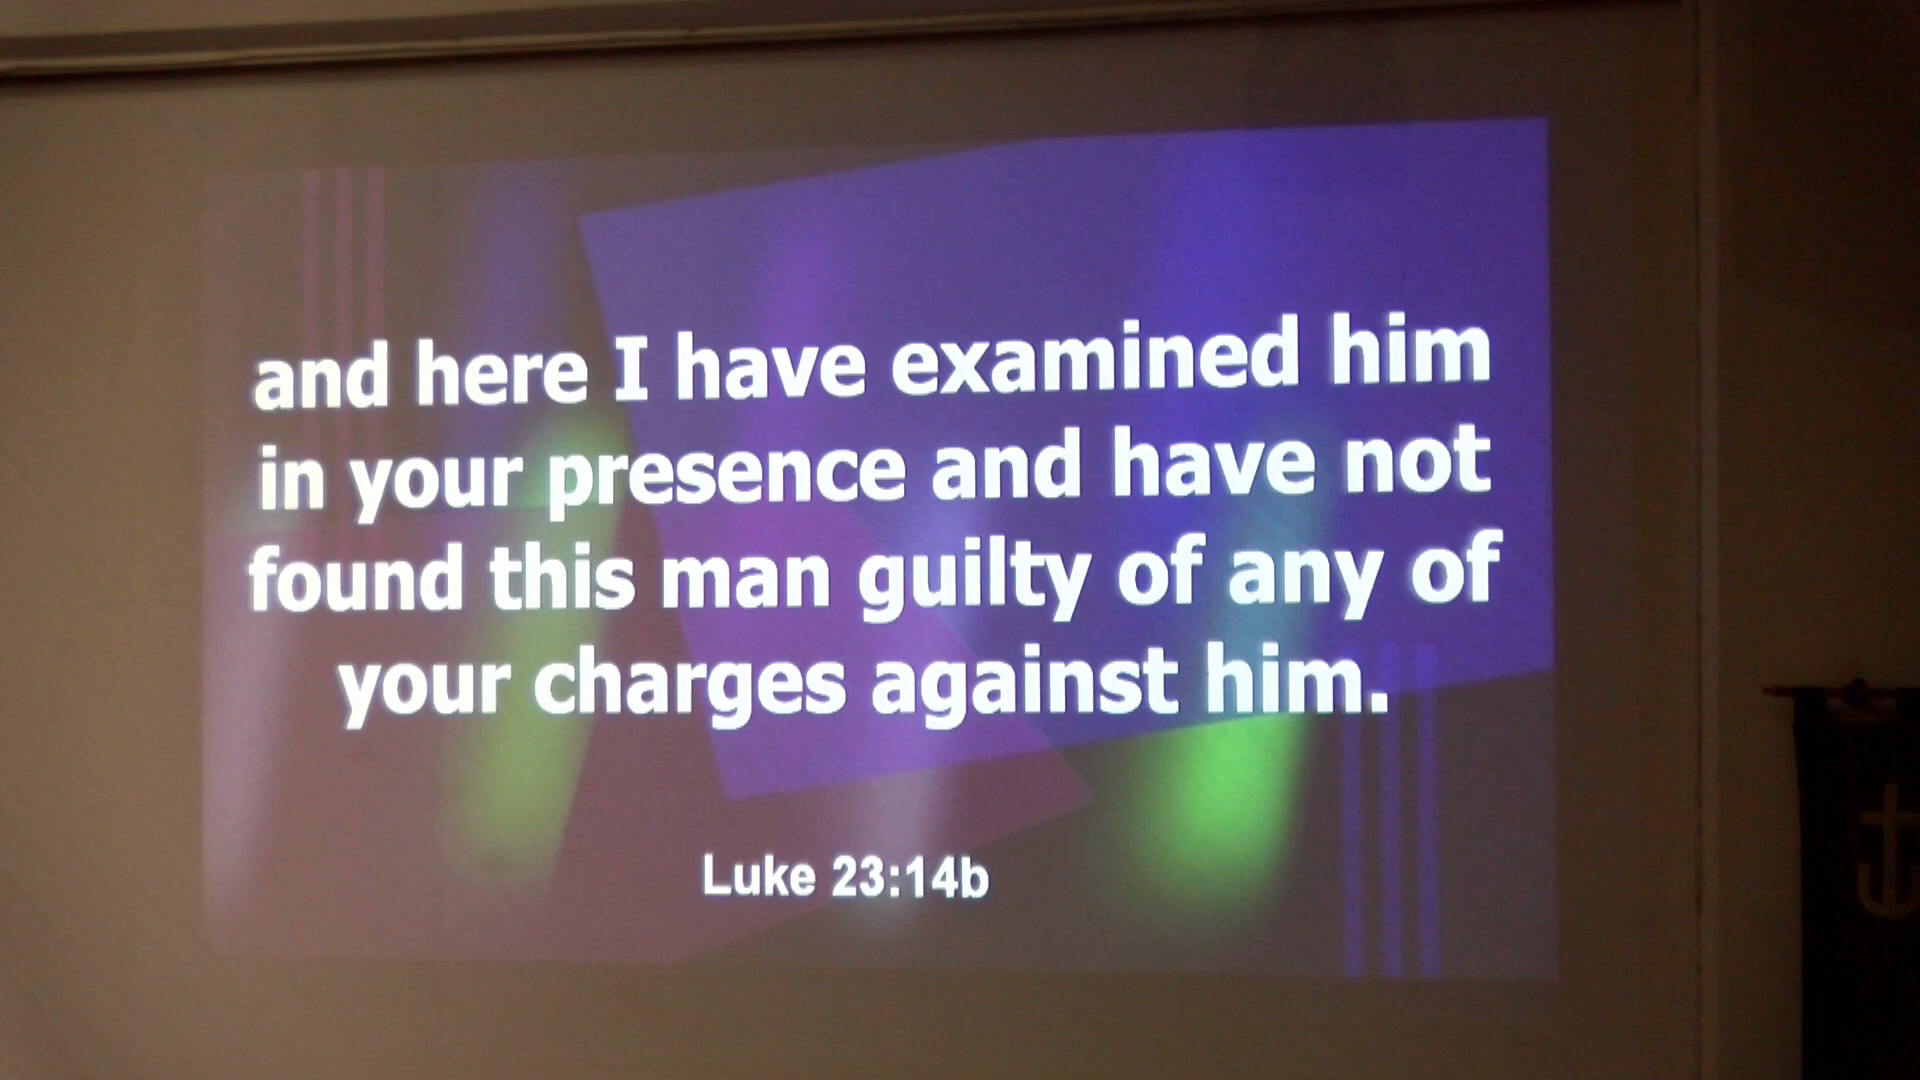 and here I have examined him
in your presence and have not
found this man guilty of any of
your charges against him.
Luke 23:14b